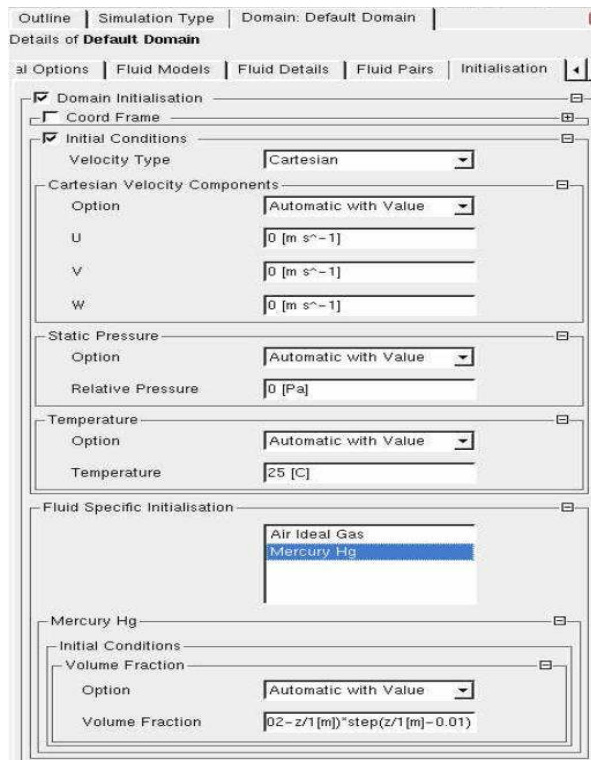 Outline Simulation Type Domain: Default Domain
Details of Default Domain
al Options Fluid Models Fluid Details Fluid Pairs Initialisation
Domain Initialisation
Coord Frame
Initial Conditions
Velocity Type Cartesian
Cartesian Velocity Components
Option Automatic with Value
U 0 [m s^-1]
V 0 [m s^-1]
W 0 [m s^-1]
Static Pressure
Option Automatic with Value
Relative Pressure 0 [Pa]
Temperature
Option Automatic with Value
Temperature 25 [C]
Fluid Specific Initialisation
Air Ideal Gas
Mercury Hg
Mercury Hg
Initial Conditions
Volume Fraction
Option Automatic with Value
Volume Fraction 02-z/1[m])*step(z/1[m]-0.01)